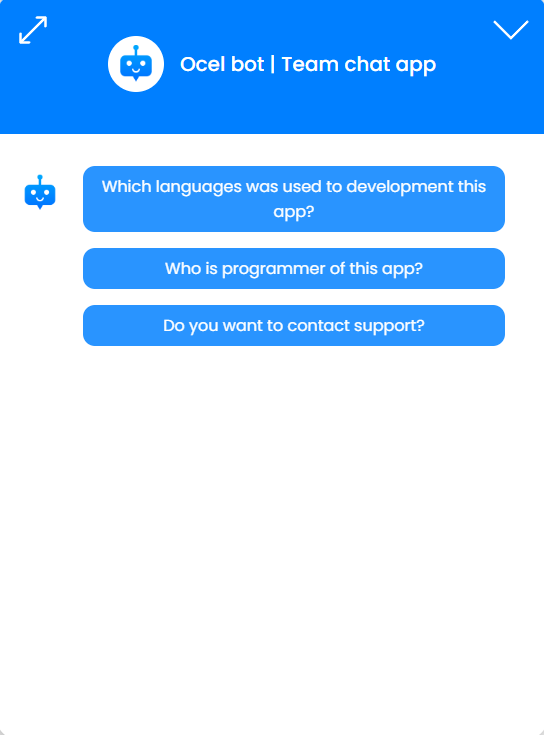 Ocel bot | Team chat app
Which languages was used to development this
app?
Who is programmer of this app?
Do you want to contact support?